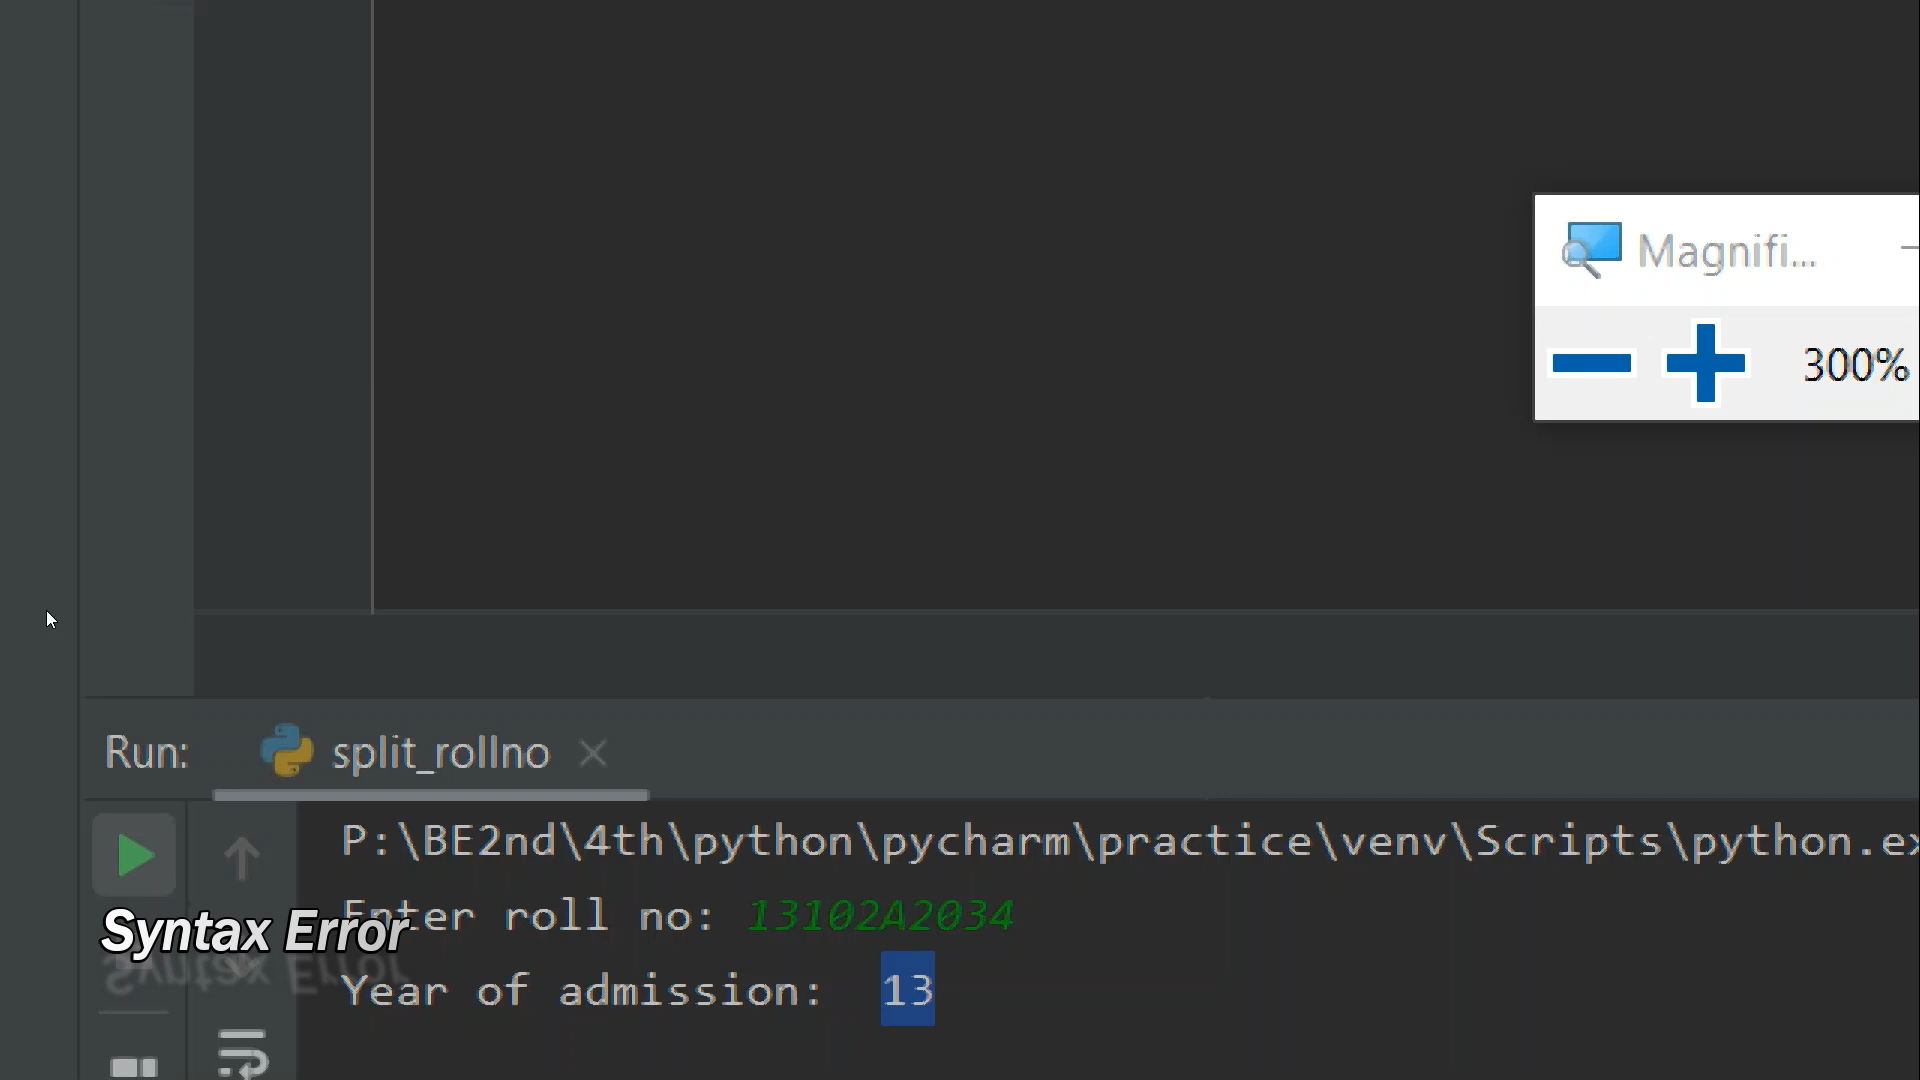 Magnifi...
300%
Run: split_rollno
P:\BE2nd\4th\python\pycharm\practice\venv\Scripts\python.ex
Enter roll no: 13102A2034
Syntax Error
Year of admission: 13